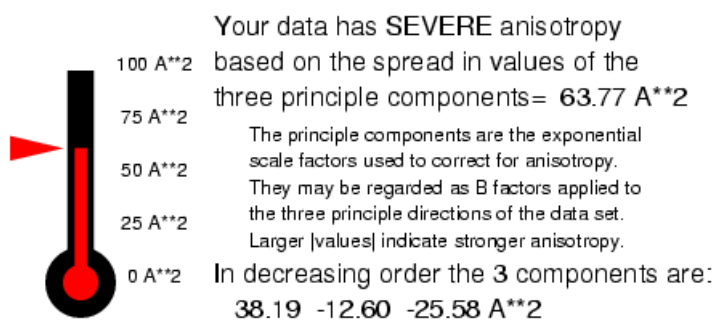 Your data has SEVERE anisotropy
based on the spread in values of the
three principle components= 63.77 A**2
100 A**2
75 A**2
50 A**2
25 A**2
0 A**2
The principle components are the exponential
scale factors used to correct for anisotropy.
They may be regarded as B factors applied to
the three principle directions of the data set.
Larger |values| indicate stronger anisotropy.
In decreasing order the 3 components are:
38.19 -12.60 -25.58 A**2